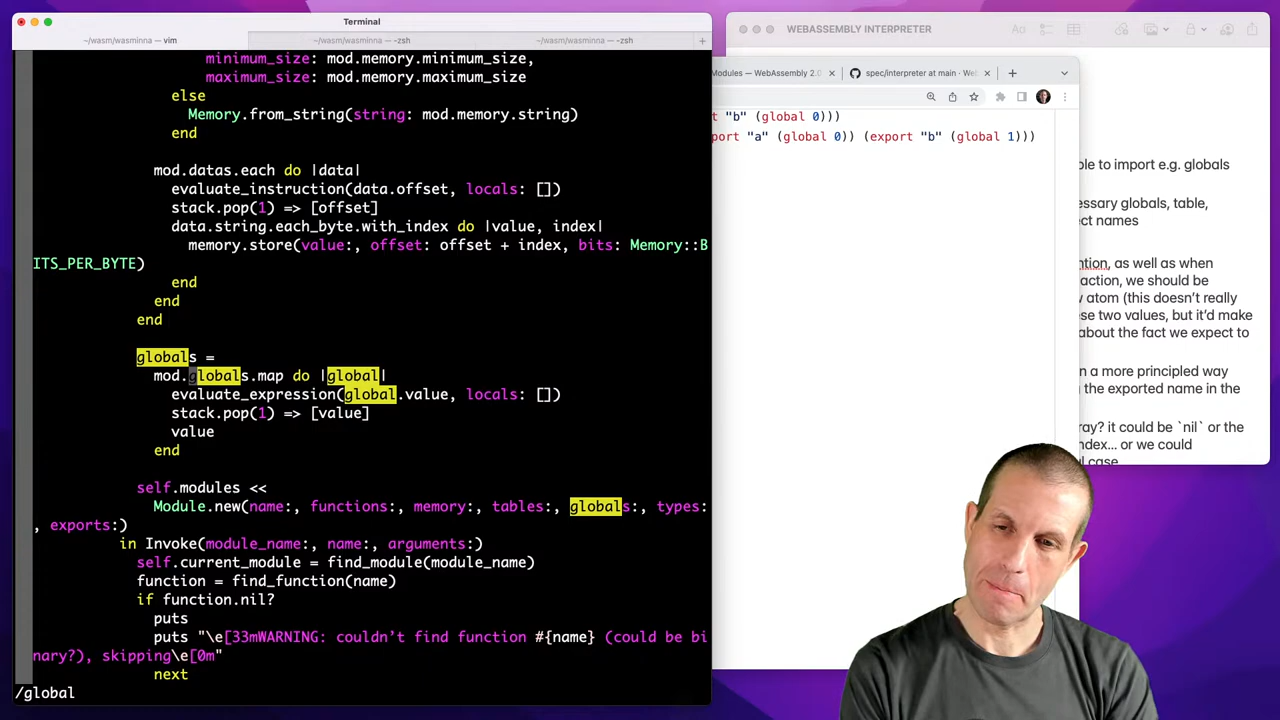 Terminal
~/wasm/wasminna — vim
~/wasm/wasminna — -zsh
~/wasm/wasminna — -zsh
+
minimum_size: mod.memory.minimum_size,
maximum_size: mod.memory.maximum_size
else
Memory.from_string(string: mod.memory.string)
end
mod.datas.each do |data|
evaluate_instruction(data.offset, locals: [])
stack.pop(1) => [offset]
data.string.each_byte.with_index do |value, index|
memory.store(value:, offset: offset + index, bits: Memory::B
ITS_PER_BYTE)
end
end
end
globals =
mod.globals.map do |global|
evaluate_expression(global.value, locals: [])
stack.pop(1) => [value]
value
end
self.modules <<
Module.new(name:, functions:, memory:, tables:, globals:, types:
, exports:)
in Invoke(module_name:, name:, arguments:)
self.current_module = find_module(module_name)
function = find_function(name)
if function.nil?
puts
puts "\e[33mWARNING: couldn't find function #{name} (could be bi
nary?), skipping\e[0m"
next
/global
WEBASSEMBLY INTERPRETER
Aa
Modules — WebAssembly 2.0
spec/interpreter at main · We
t "b" (global 0)))
port "a" (global 0)) (export "b" (global 1)))
ble to import e.g. globals
essary globals, table,
ect names
ention, as well as when
action, we should be
w atom (this doesn't really
ese two values, but it'd make
about the fact we expect to
n a more principled way
g the exported name in the
ray? it could be `nil` or the
ndex... or we could
al case